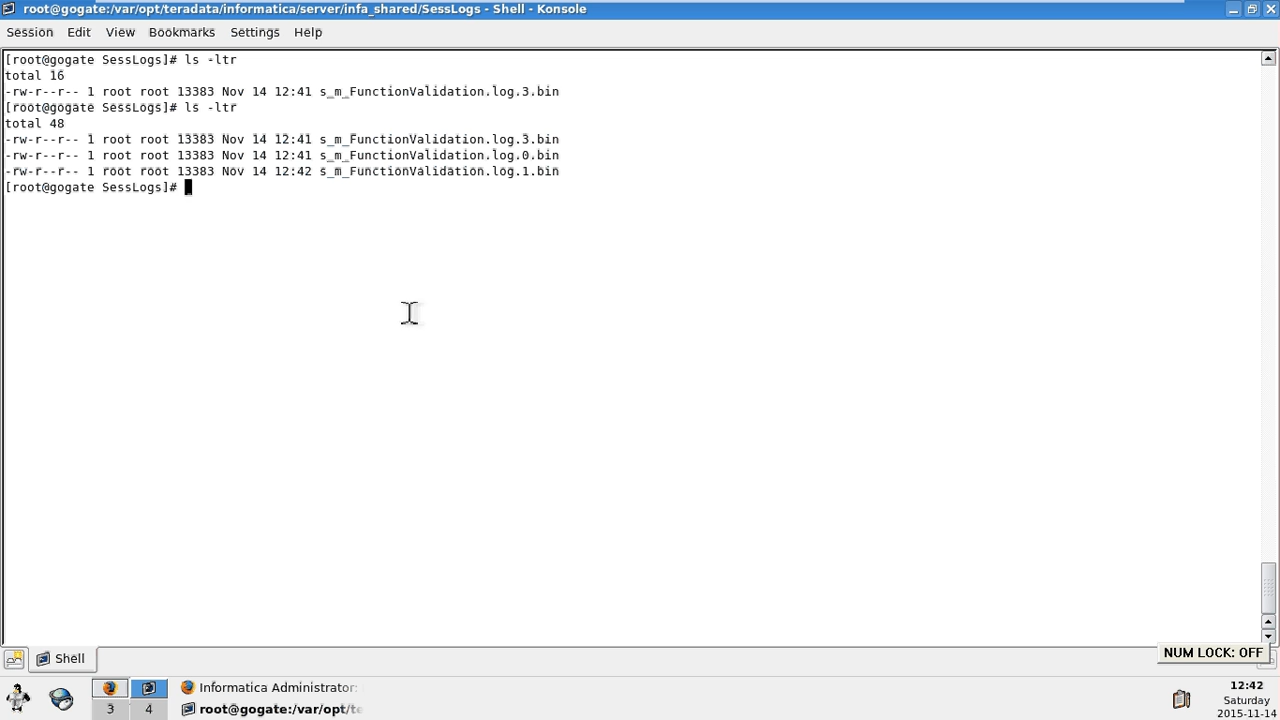 root@gogate:/var/opt/teradata/informatica/server/infa_shared/SessLogs - Shell - Konsole
Session Edit View Bookmarks Settings Help
[root@gogate SessLogs]# ls -ltr
total 16
-rw-r--r-- 1 root root 13383 Nov 14 12:41 s_m_FunctionValidation.log.3.bin
[root@gogate SessLogs]# ls -ltr
total 48
-rw-r--r-- 1 root root 13383 Nov 14 12:41 s_m_FunctionValidation.log.3.bin
-rw-r--r-- 1 root root 13383 Nov 14 12:41 s_m_FunctionValidation.log.0.bin
-rw-r--r-- 1 root root 13383 Nov 14 12:42 s_m_FunctionValidation.log.1.bin
[root@gogate SessLogs]#
Shell
NUM LOCK: OFF
Informatica Administrator:
3 4 root@gogate:/var/opt/te
12:42
Saturday
2015-11-14